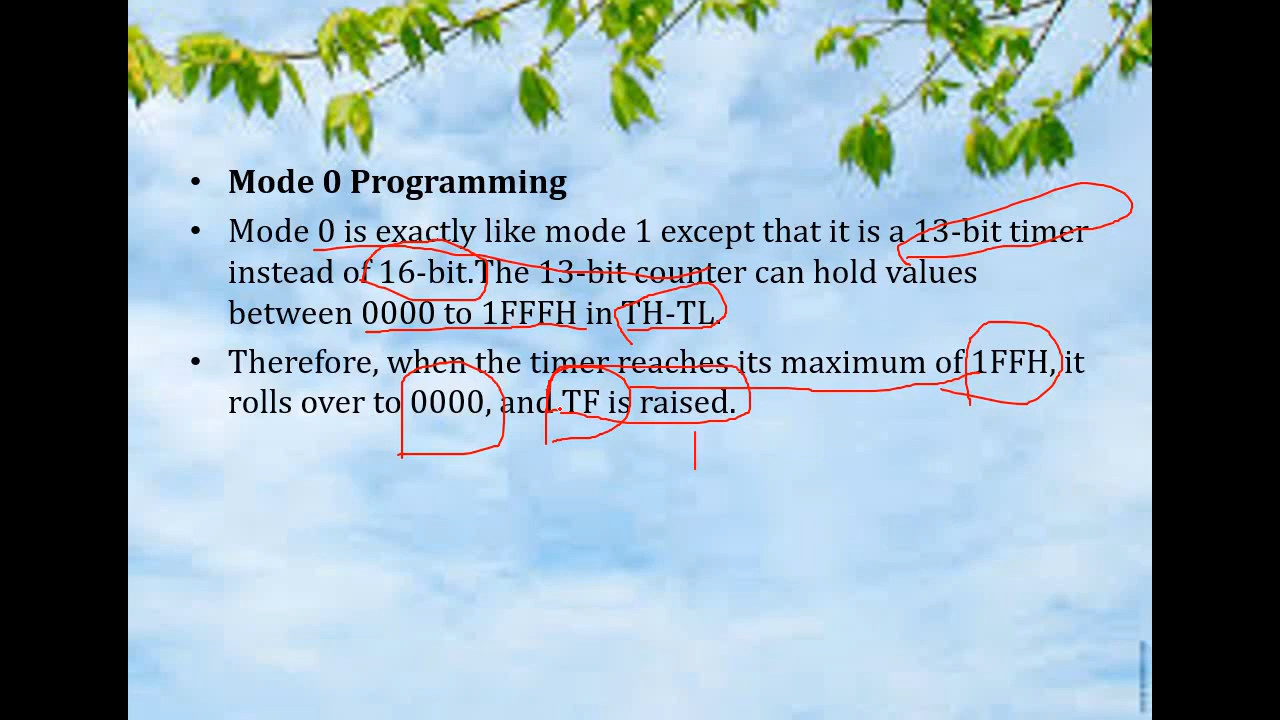 • Mode 0 Programming
• Mode 0 is exactly like mode 1 except that it is a 13-bit timer
instead of 16-bit.The 13-bit counter can hold values
between 0000 to 1FFFH in TH-TL.
• Therefore, when the timer reaches its maximum of 1FFH, it
rolls over to 0000, and TF is raised.